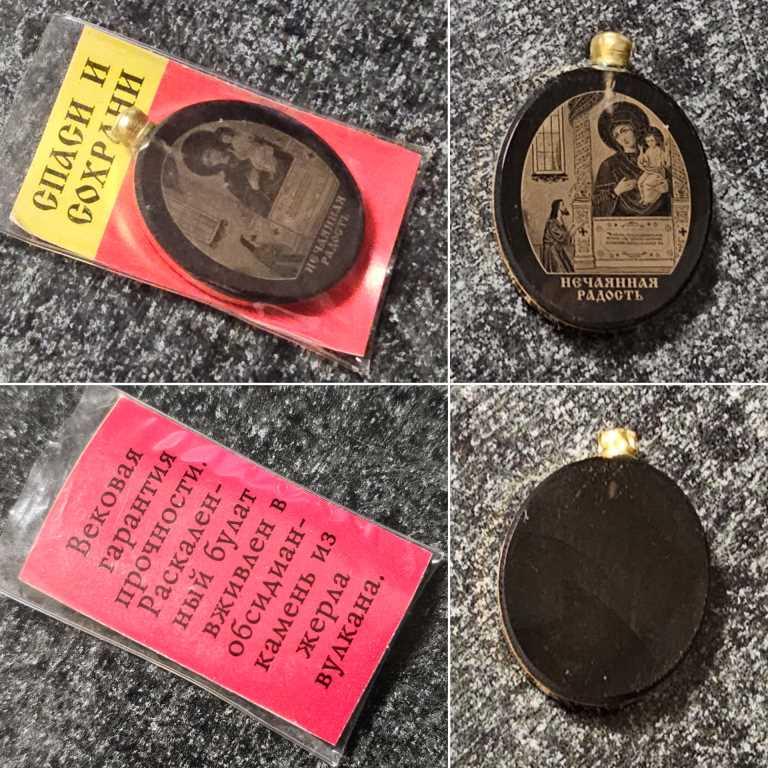 СПАСИ И
СОХРАНИ
НЕЧАЯННАЯ
РАДОСТЬ
НЕЧАЯННАЯ
РАДОСТЬ
Вековая
гарантия
прочности.
Раскален-
ный булат
вживлен в
обсидиан-
камень из
жерла
вулкана.